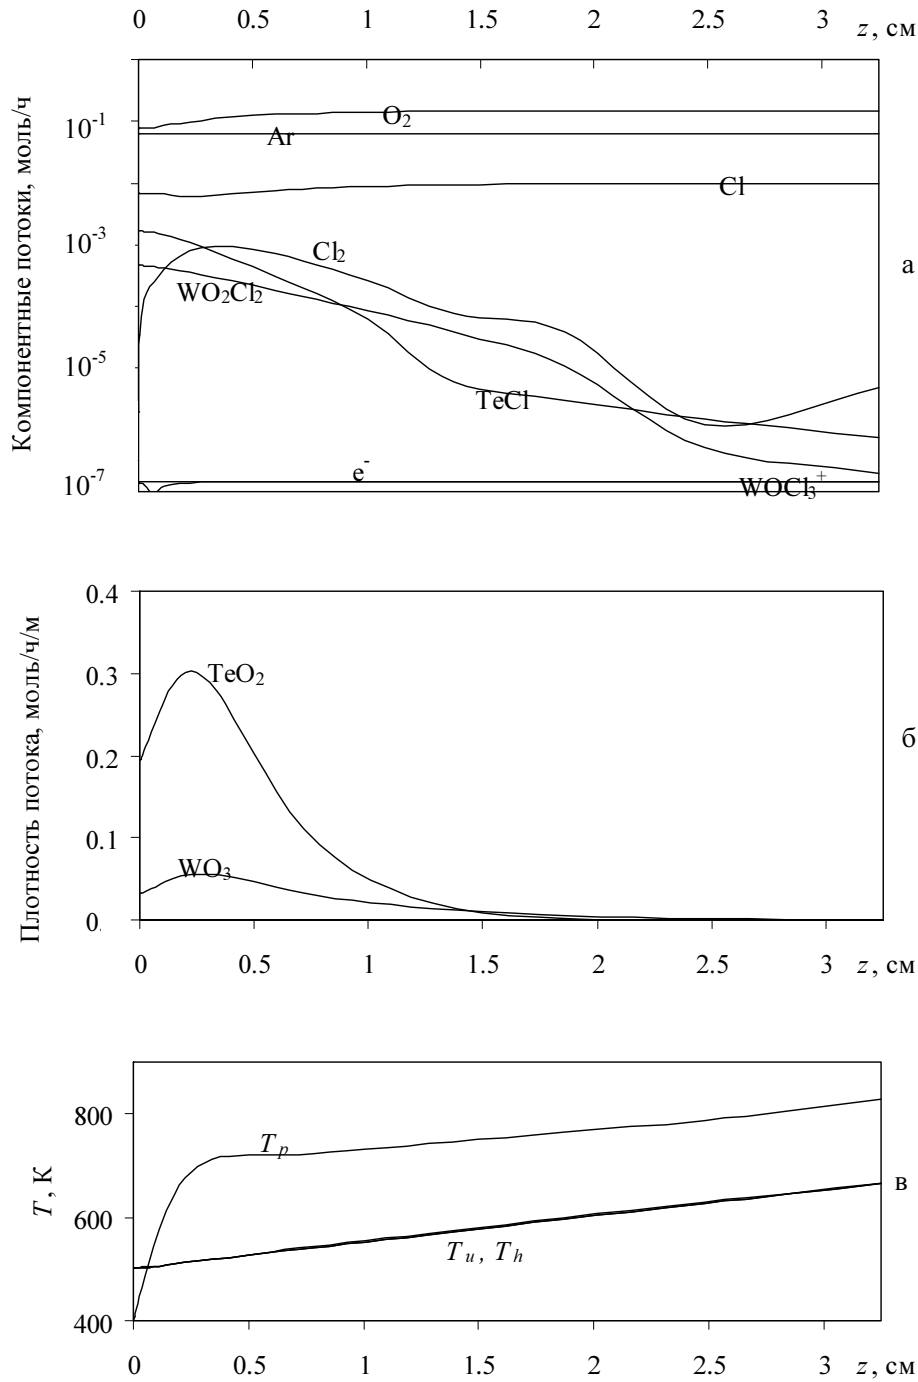 0 0.5 1 1.5 2 2.5 3 z, см
Компонентные потоки, моль/ч
10⁻¹
10⁻³
10⁻⁵
10⁻⁷
O₂
Ar
Cl
Cl₂
WO₂Cl₂
TeCl
e⁻
WOCl₃⁺
а
Плотность потока, моль/ч/м
0.4
0.3
0.2
0.1
0.
TeO₂
WO₃
б
0 0.5 1 1.5 2 2.5 3 z, см
T, К
800
600
400
Tₚ
Tᵤ, Tₕ
в
0 0.5 1 1.5 2 2.5 3 z, см